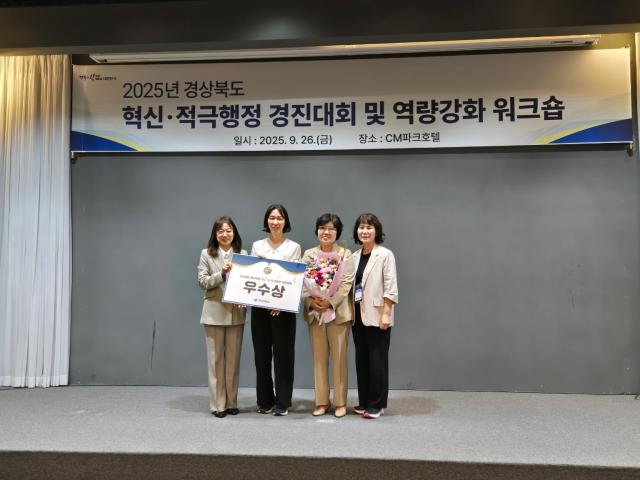 2025년 경상북도
혁신·적극행정 경진대회 및 역량강화 워크숍
일시 : 2025. 9. 26.(금) 장소 : CM파크호텔
우수상